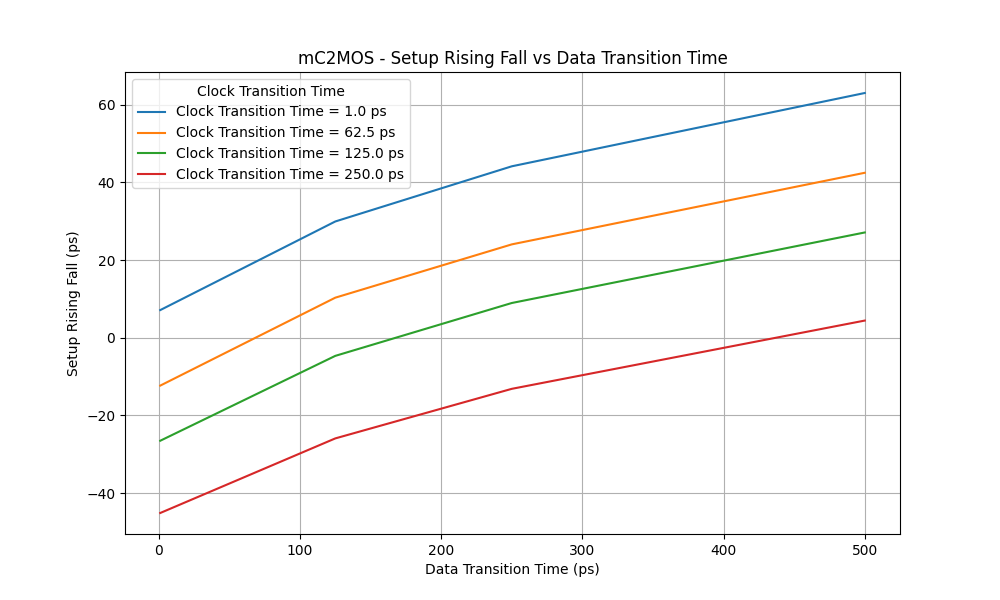 mC2MOS - Setup Rising Fall vs Data Transition Time
Clock Transition Time
Clock Transition Time = 1.0 ps
Clock Transition Time = 62.5 ps
Clock Transition Time = 125.0 ps
Clock Transition Time = 250.0 ps
Setup Rising Fall (ps)
60
40
20
0
−20
−40
0 100 200 300 400 500
Data Transition Time (ps)